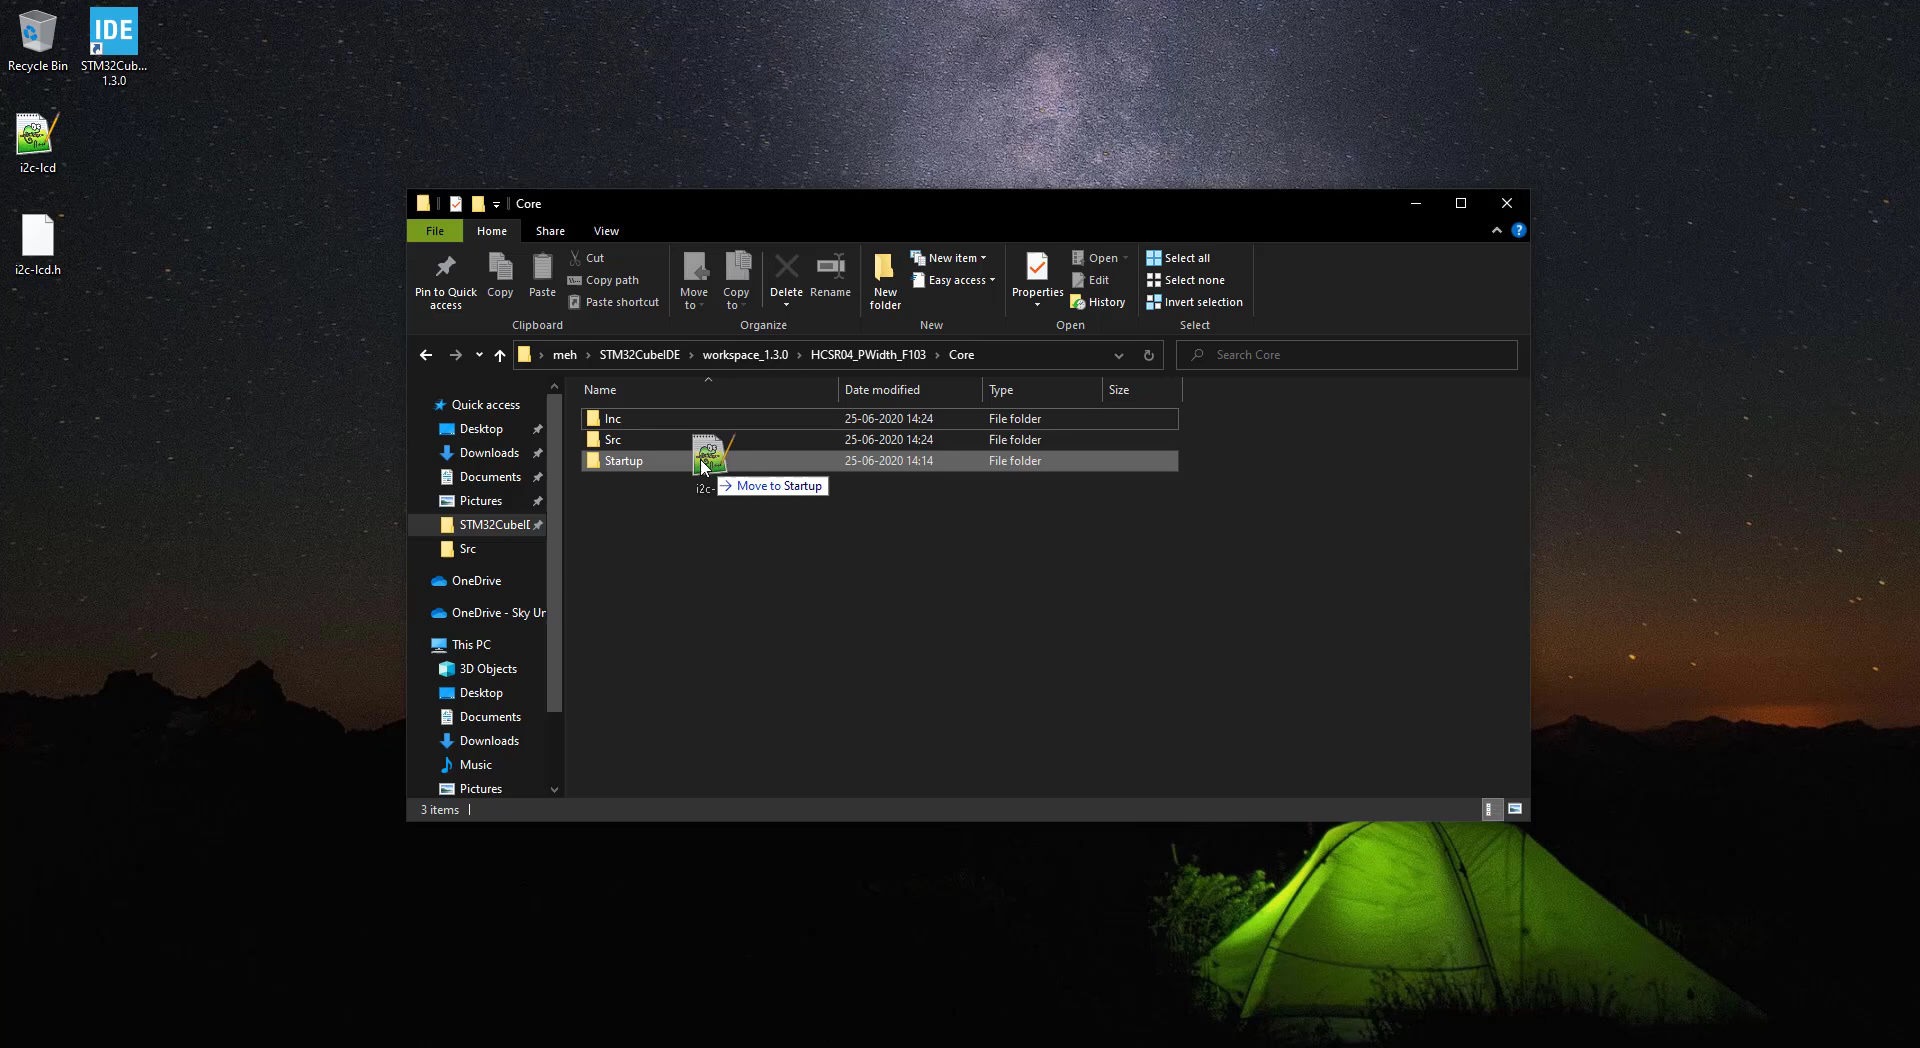 Recycle Bin
STM32Cub...
1.3.0
IDE
i2c-lcd
i2c-lcd.h
Core
File
Home
Share
View
Pin to Quick
access
Copy
Paste
Cut
Copy path
Paste shortcut
Clipboard
Move
to
Copy
to
Delete
Rename
Organize
New
folder
New item
Easy access
New
Properties
Open
Edit
History
Open
Select all
Select none
Invert selection
Select
meh
STM32CubeIDE
workspace_1.3.0
HCSR04_PWidth_F103
Core
Search Core
Name
Date modified
Type
Size
Inc
25-06-2020 14:24
File folder
Src
25-06-2020 14:24
File folder
Startup
25-06-2020 14:14
File folder
i2c-
Move to Startup
Quick access
Desktop
Downloads
Documents
Pictures
STM32CubeID
Src
OneDrive
OneDrive - Sky Ur
This PC
3D Objects
Desktop
Documents
Downloads
Music
Pictures
3 items